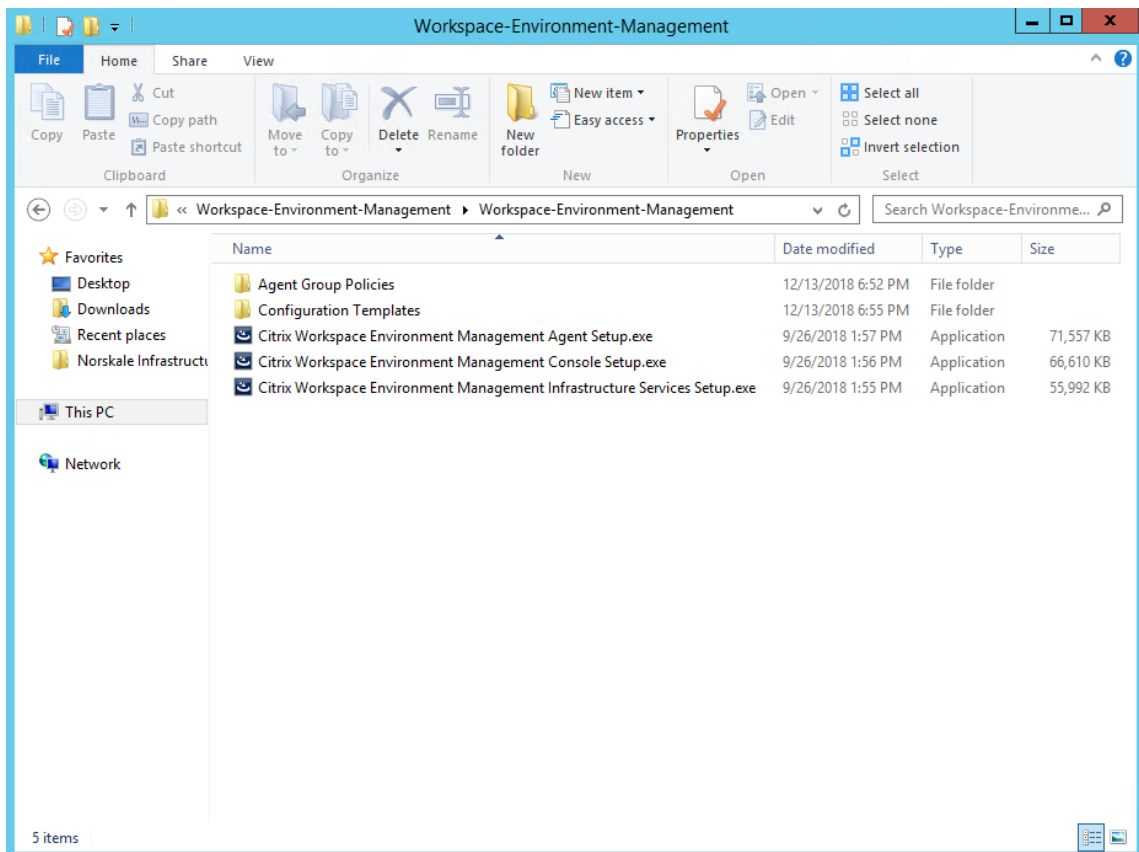 Workspace-Environment-Management
File Home Share View
Copy
Paste
Cut
Copy path
Paste shortcut
Clipboard
Move to
Copy to
Delete
Rename
Organize
New folder
New item
Easy access
New
Properties
Open
Edit
Open
Select all
Select none
Invert selection
Select
« Workspace-Environment-Management Workspace-Environment-Management
Search Workspace-Environme...
Favorites
Desktop
Downloads
Recent places
Norskale Infrastructu
This PC
Network
Name Date modified Type Size
Agent Group Policies 12/13/2018 6:52 PM File folder
Configuration Templates 12/13/2018 6:55 PM File folder
Citrix Workspace Environment Management Agent Setup.exe 9/26/2018 1:57 PM Application 71,557 KB
Citrix Workspace Environment Management Console Setup.exe 9/26/2018 1:56 PM Application 66,610 KB
Citrix Workspace Environment Management Infrastructure Services Setup.exe 9/26/2018 1:55 PM Application 55,992 KB
5 items